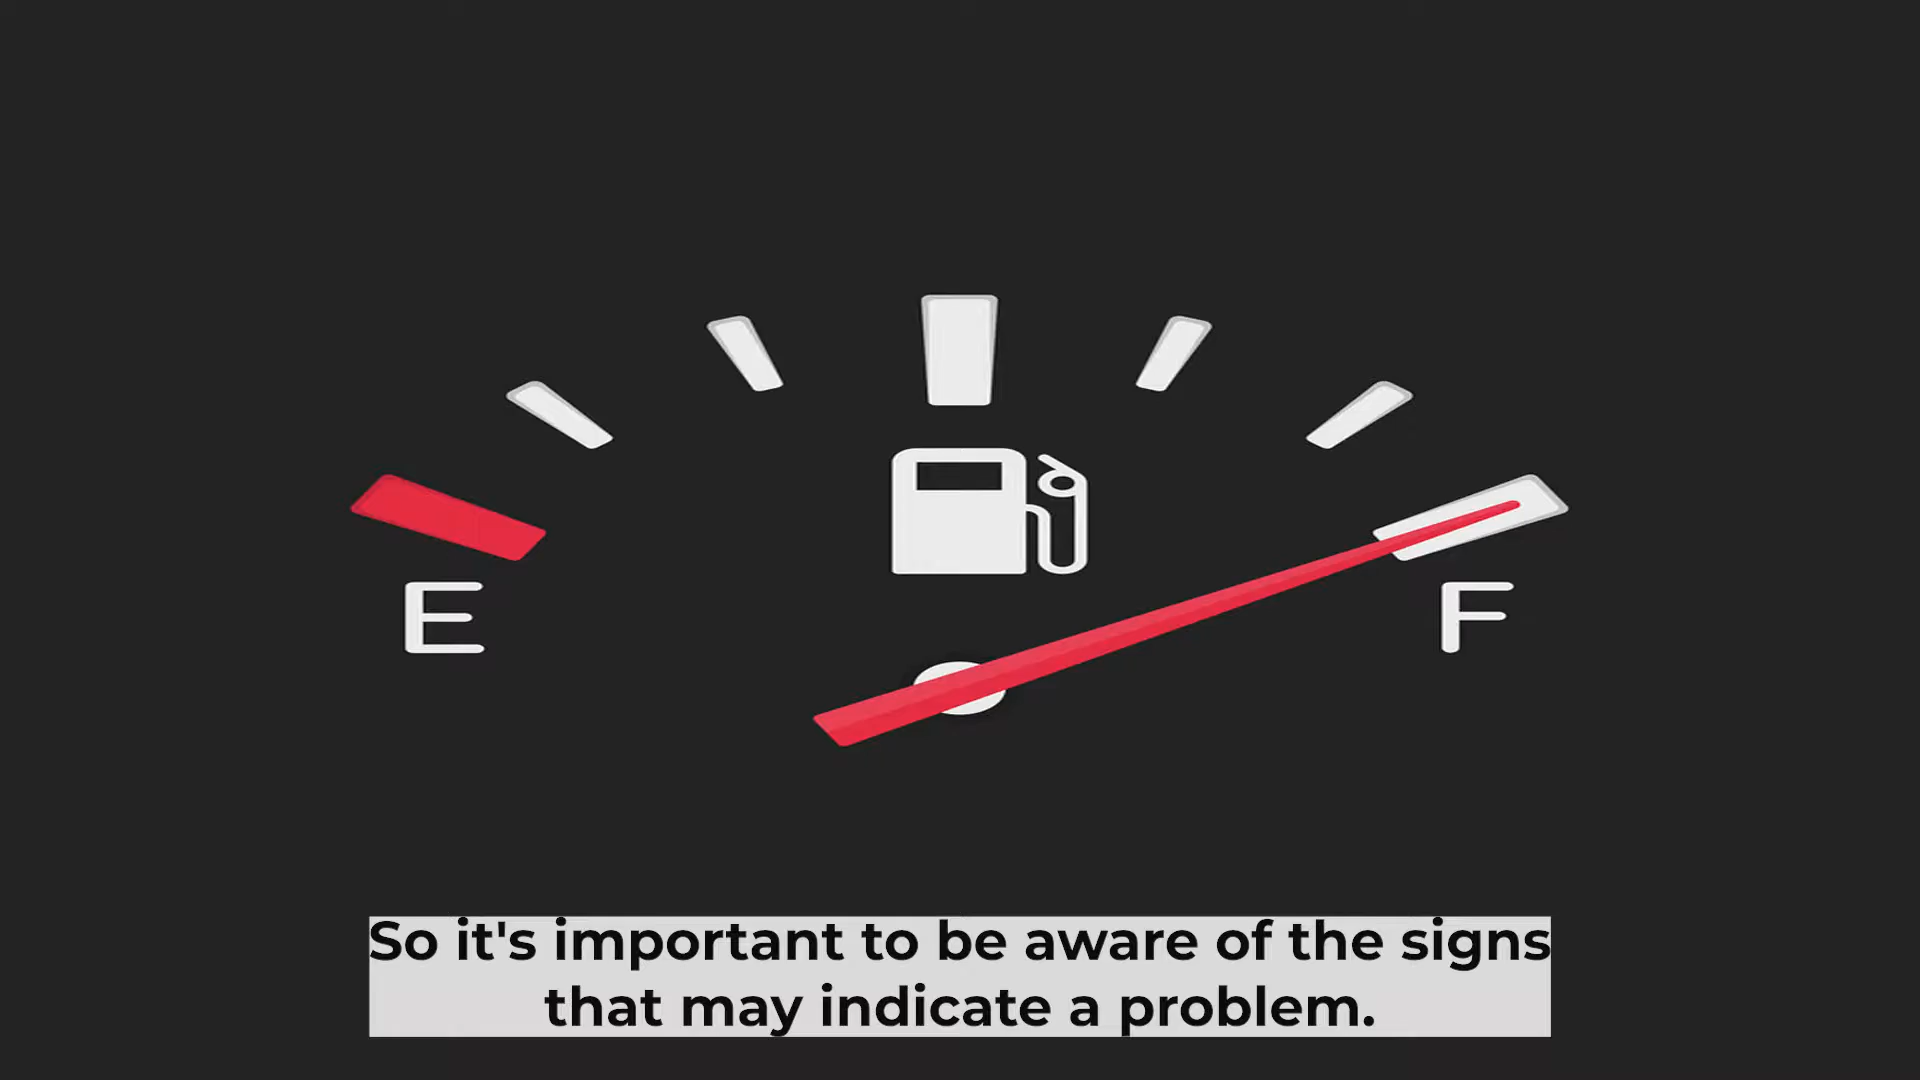 E
F
So it's important to be aware of the signs
that may indicate a problem.